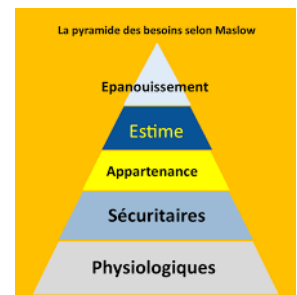 La pyramide des besoins selon Maslow
Epanouissement
Estime
Appartenance
Sécuritaires
Physiologiques